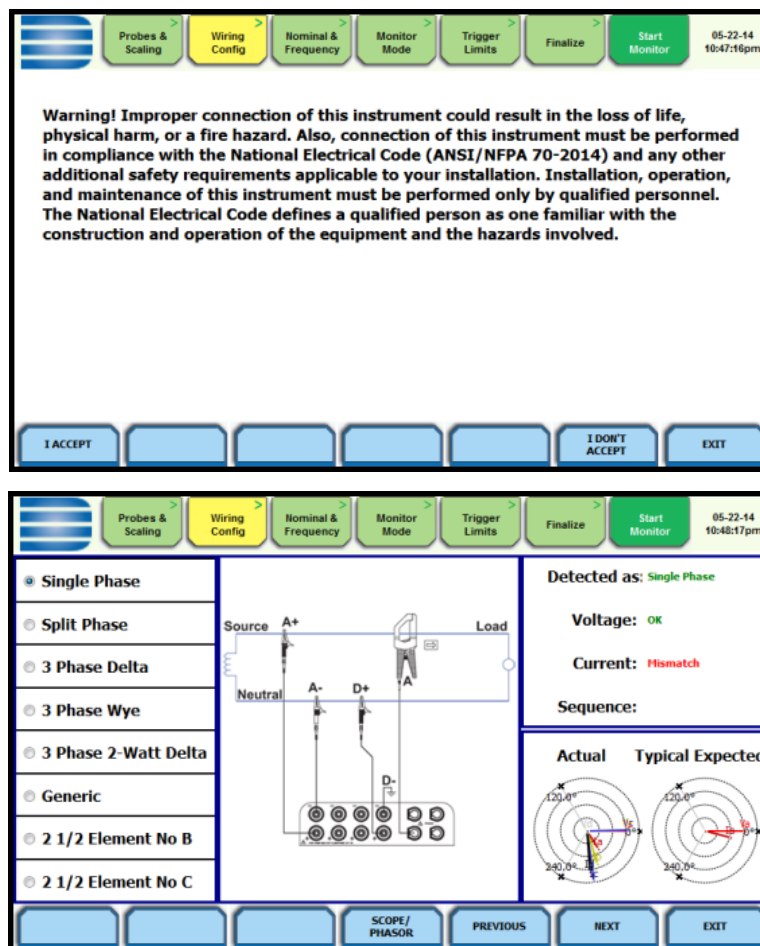 Probes & Scaling
Wiring Config
Nominal & Frequency
Monitor Mode
Trigger Limits
Finalize
Start Monitor
05-22-14
10:47:16pm
Warning! Improper connection of this instrument could result in the loss of life,
physical harm, or a fire hazard. Also, connection of this instrument must be performed
in compliance with the National Electrical Code (ANSI/NFPA 70-2014) and any other
additional safety requirements applicable to your installation. Installation, operation,
and maintenance of this instrument must be performed only by qualified personnel.
The National Electrical Code defines a qualified person as one familiar with the
construction and operation of the equipment and the hazards involved.
I ACCEPT
I DON'T ACCEPT
EXIT
Probes & Scaling
Wiring Config
Nominal & Frequency
Monitor Mode
Trigger Limits
Finalize
Start Monitor
05-22-14
10:48:17pm
Single Phase
Split Phase
3 Phase Delta
3 Phase Wye
3 Phase 2-Watt Delta
Generic
2 1/2 Element No B
2 1/2 Element No C
Source A+ Load
Neutral A- D+ A
D-
Detected as: Single Phase
Voltage: OK
Current: Mismatch
Sequence:
Actual Typical Expected
120.0° 120.0°
0° 0°
240.0° 240.0°
SCOPE/ PHASOR
PREVIOUS
NEXT
EXIT